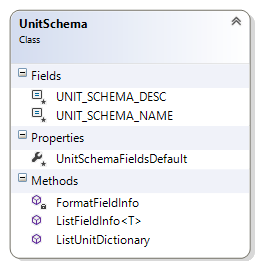 UnitSchema
Class
Fields
UNIT_SCHEMA_DESC
UNIT_SCHEMA_NAME
Properties
UnitSchemaFieldsDefault
Methods
FormatFieldInfo
ListFieldInfo<T>
ListUnitDictionary